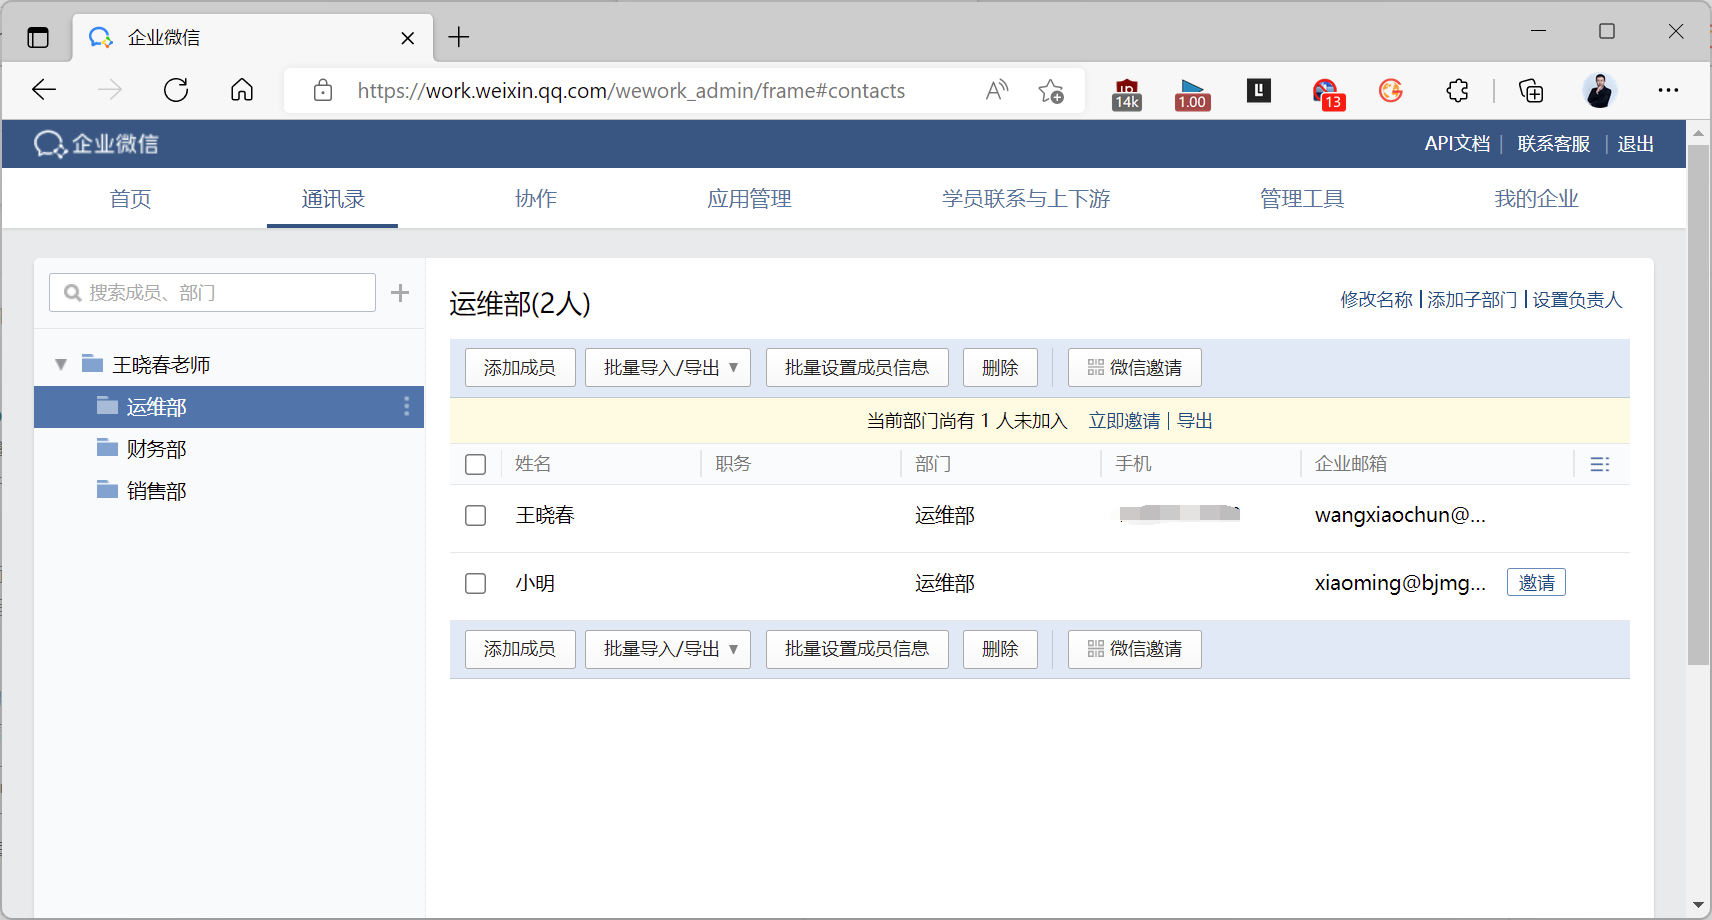 企业微信
https://work.weixin.qq.com/wework_admin/frame#contacts
14k
1.00
13
企业微信
API文档 | 联系客服 | 退出
首页 通讯录 协作 应用管理 学员联系与上下游 管理工具 我的企业
搜索成员、部门
王晓春老师
运维部
财务部
销售部
运维部(2人)
修改名称 | 添加子部门 | 设置负责人
添加成员 批量导入/导出 批量设置成员信息 删除 微信邀请
当前部门尚有 1 人未加入 立即邀请 | 导出
姓名 职务 部门 手机 企业邮箱
王晓春 运维部 wangxiaochun@...
小明 运维部 xiaoming@bjmg... 邀请
添加成员 批量导入/导出 批量设置成员信息 删除 微信邀请